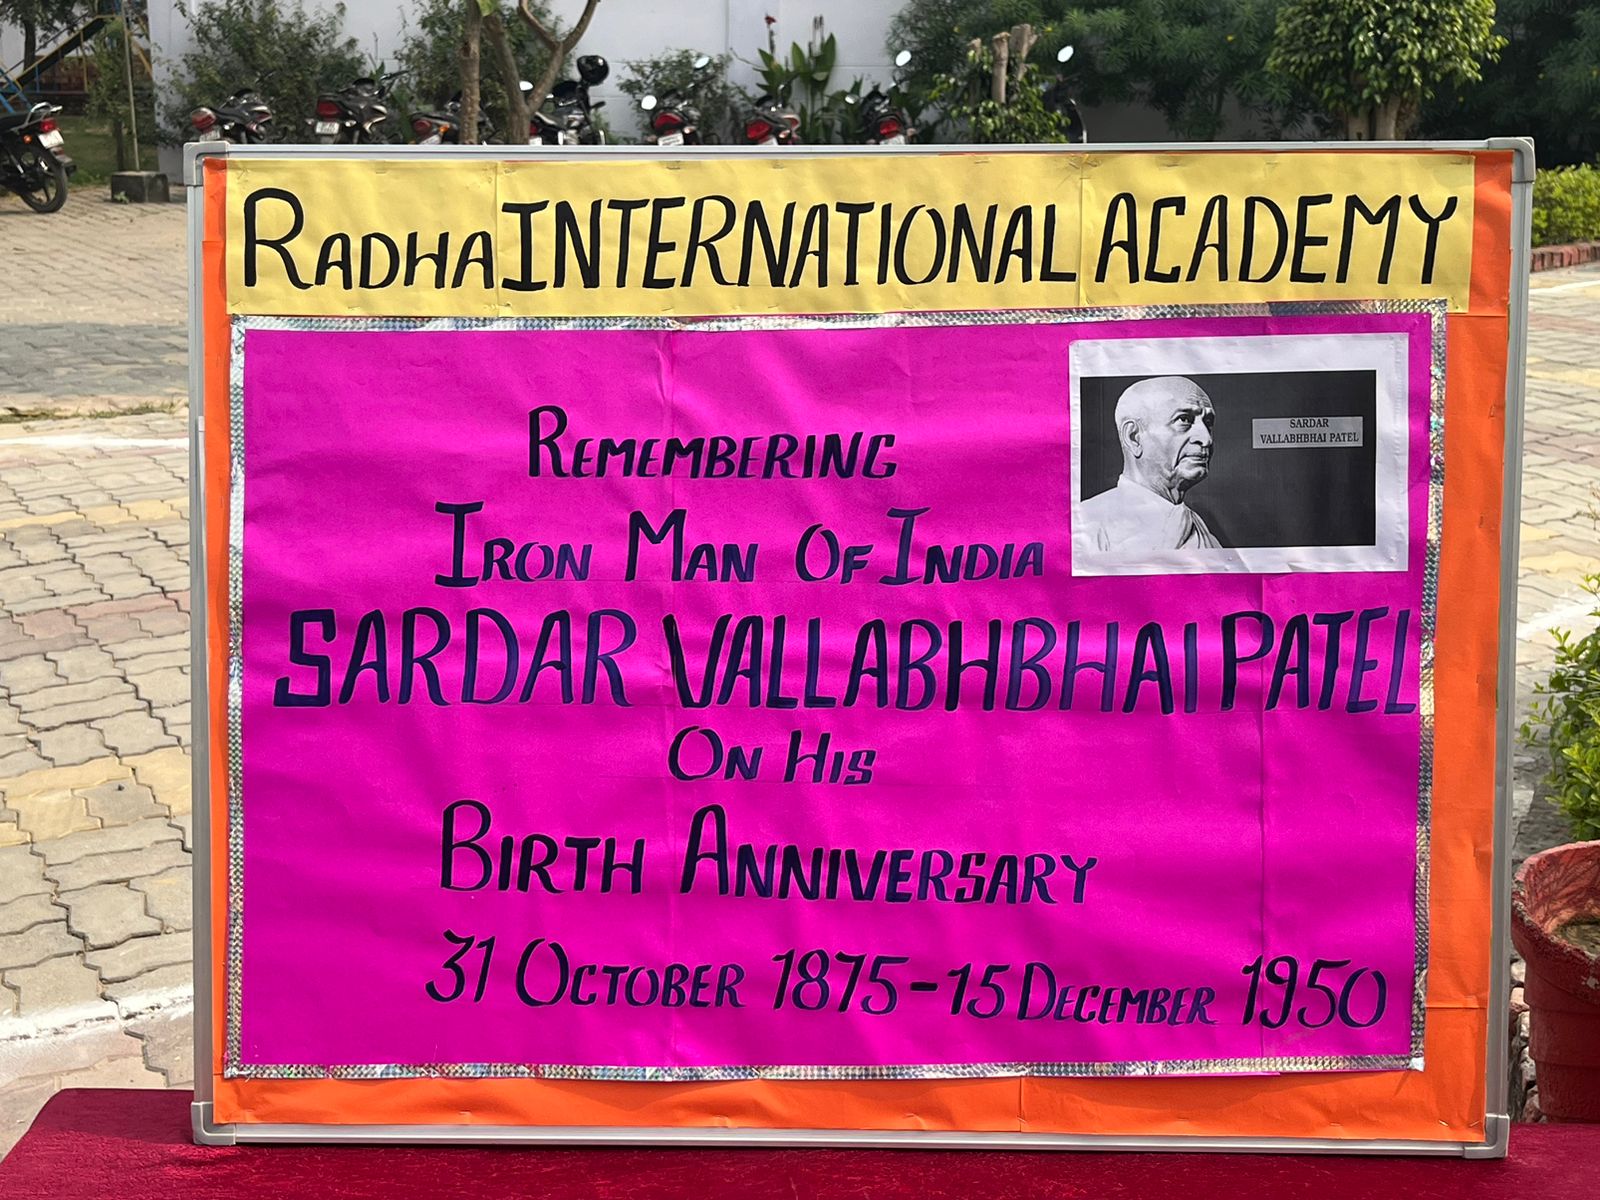 RADHA INTERNATIONAL ACADEMY
SARDAR
VALLABHBHAI PATEL
REMEMBERING
IRON MAN OF INDIA
SARDAR VALLABHBHAI PATEL
ON HIS
BIRTH ANNIVERSARY
31 OCTOBER 1875-15 DECEMBER 1950